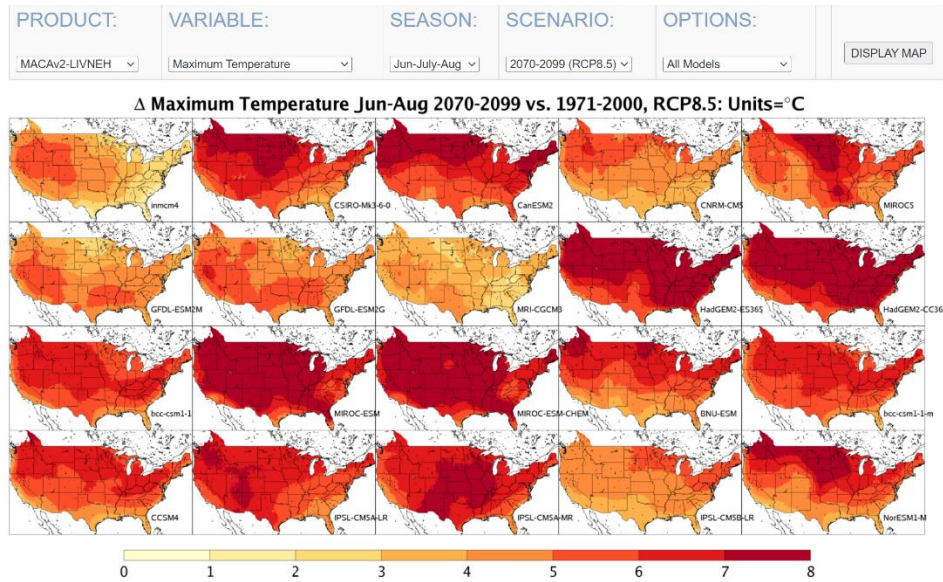 PRODUCT: VARIABLE: SEASON: SCENARIO: OPTIONS:
MACAv2-LIVNEH Maximum Temperature Jun-July-Aug 2070-2099 (RCP8.5) All Models DISPLAY MAP
Δ Maximum Temperature Jun-Aug 2070-2099 vs. 1971-2000, RCP8.5: Units=°C
inmcm4 CSIRO-Mk3-6-0 CanESM2 CNRM-CM5 MIROC5
GFDL-ESM2M GFDL-ESM2G MRI-CGCM3 HadGEM2-ES365 HadGEM2-CC365
bcc-csm1-1 MIROC-ESM MIROC-ESM-CHEM BNU-ESM bcc-csm1-1-m
CCSM4 IPSL-CM5A-LR IPSL-CM5A-MR IPSL-CM5B-LR NorESM1-M
0 1 2 3 4 5 6 7 8